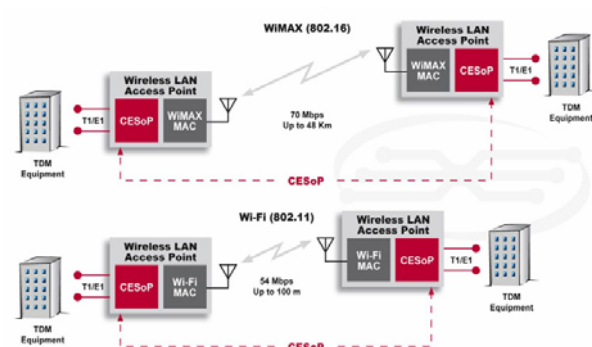 WiMAX (802.16)
Wireless LAN
Access Point
WiMAX
MAC
CESoP
T1/E1
TDM
Equipment
Wireless LAN
Access Point
T1/E1
CESoP
WiMAX
MAC
70 Mbps
Up to 48 Km
TDM
Equipment
CESoP
Wi-Fi (802.11)
Wireless LAN
Access Point
Wi-Fi
MAC
CESoP
T1/E1
TDM
Equipment
Wireless LAN
Access Point
T1/E1
CESoP
Wi-Fi
MAC
54 Mbps
Up to 100 m
TDM
Equipment
CESoP